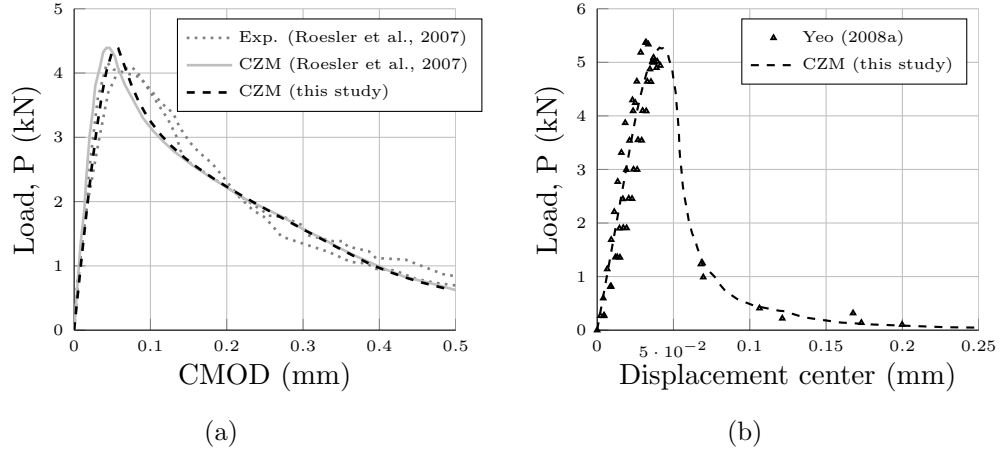 6
5
4
3
2
1
0
Load, P (kN)
Exp. (Roesler et al., 2007)
CZM (Roesler et al., 2007)
CZM (this study)
0 0.1 0.2 0.3 0.4 0.5
CMOD (mm)
(a)
6
5
4
3
2
1
0
Load, P (kN)
Yeo (2008a)
CZM (this study)
0 5 · 10⁻² 0.1 0.15 0.2 0.25
Displacement center (mm)
(b)